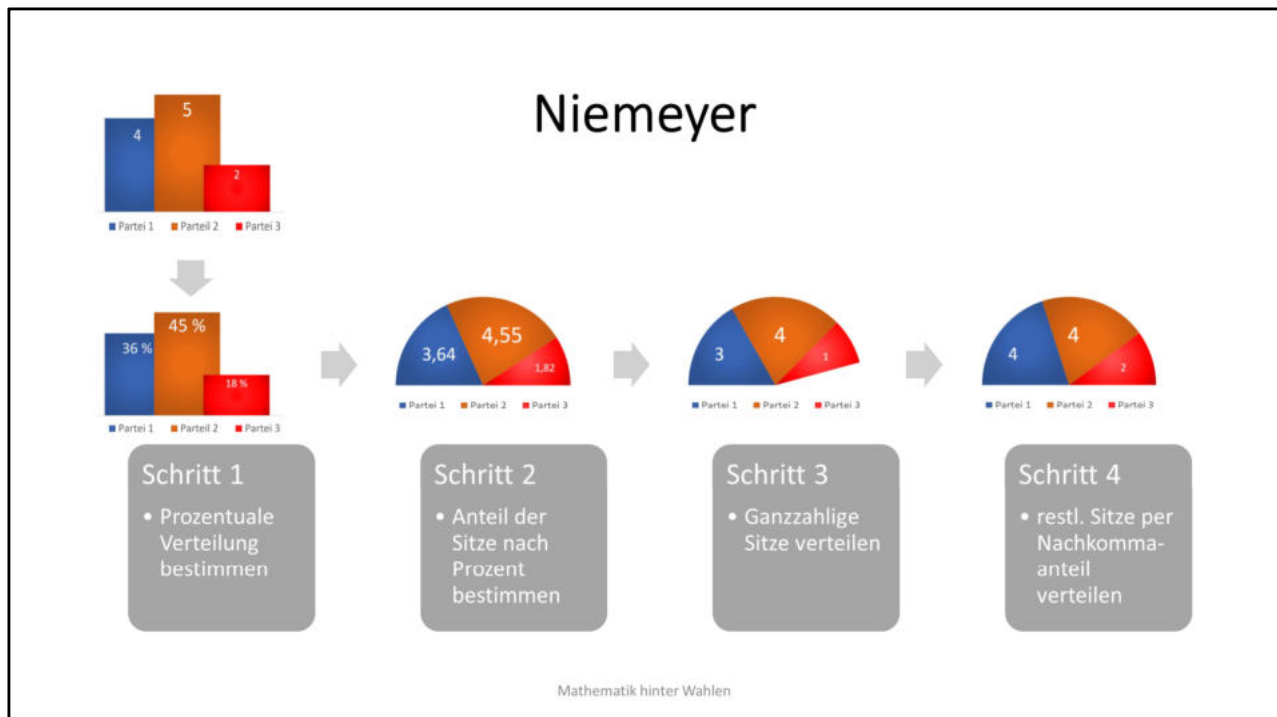 Niemeyer
4
5
2
Partei 1 Parteil 2 Partei 3
36 %
45 %
18 %
Partei 1 Parteil 2 Partei 3
3,64
4,55
1,82
Partei 1 Partei 2 Partei 3
3
4
1
Partei 1 Partei 2 Partei 3
4
4
2
Partei 1 Partei 2 Partei 3
Schritt 1
• Prozentuale
Verteilung
bestimmen
Schritt 2
• Anteil der
Sitze nach
Prozent
bestimmen
Schritt 3
• Ganzzahlige
Sitze verteilen
Schritt 4
• restl. Sitze per
Nachkomma-
anteil
verteilen
Mathematik hinter Wahlen